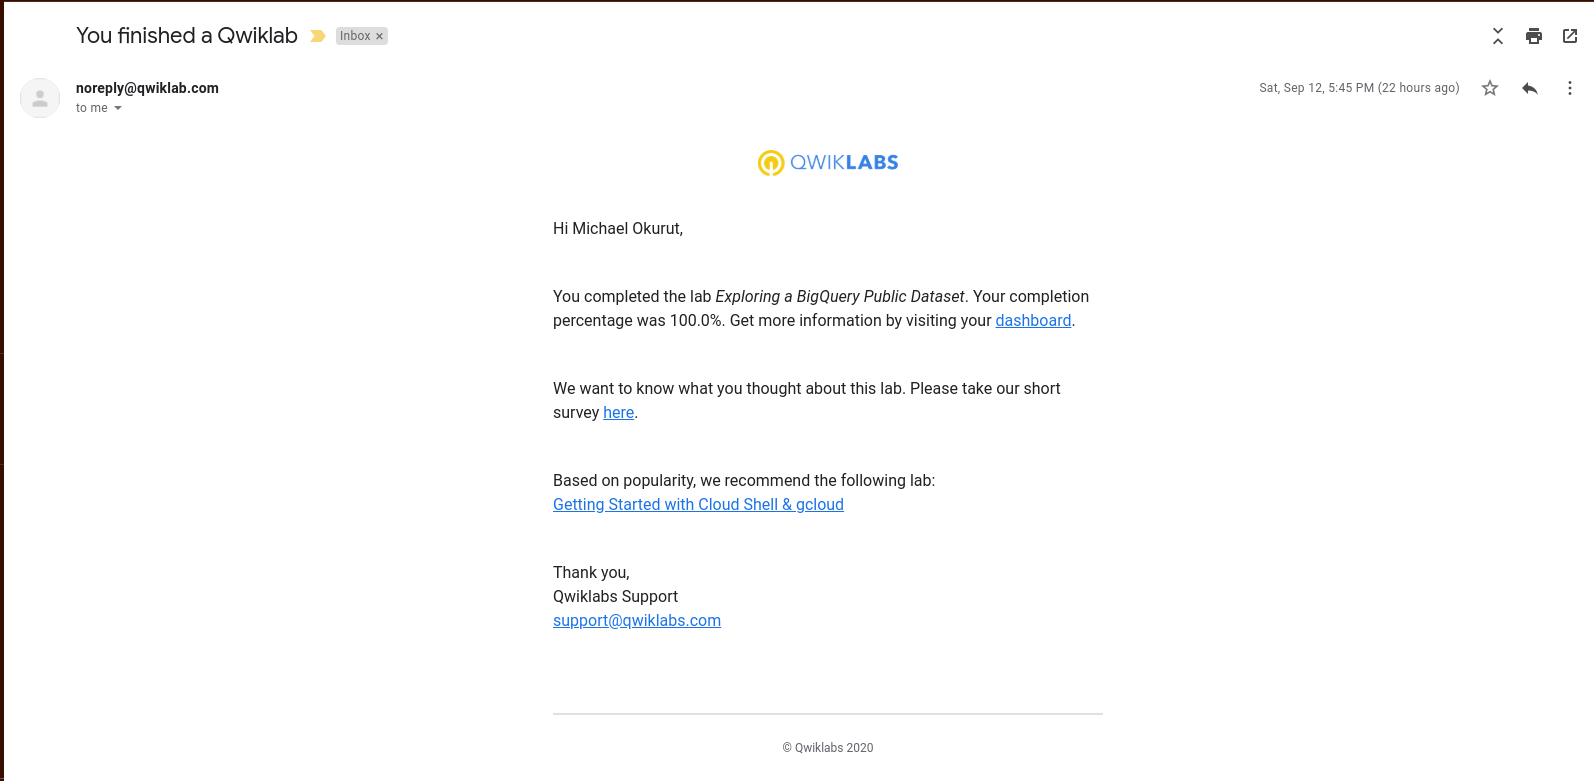 You finished a Qwiklab Inbox ×
noreply@qwiklab.com Sat, Sep 12, 5:45 PM (22 hours ago)
to me
QWIKLABS
Hi Michael Okurut,
You completed the lab Exploring a BigQuery Public Dataset. Your completion
percentage was 100.0%. Get more information by visiting your dashboard.
We want to know what you thought about this lab. Please take our short
survey here.
Based on popularity, we recommend the following lab:
Getting Started with Cloud Shell & gcloud
Thank you,
Qwiklabs Support
support@qwiklabs.com
© Qwiklabs 2020